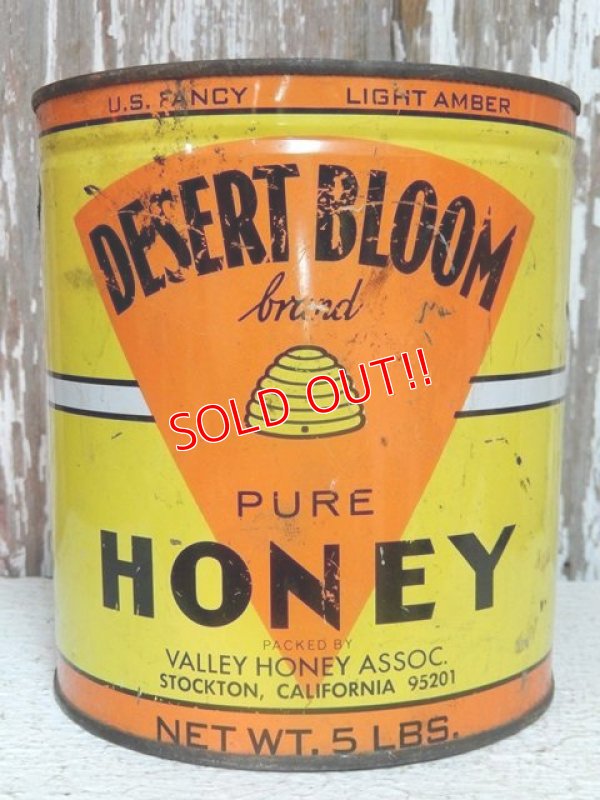 U.S. FANCY LIGHT AMBER
DESERT BLOOM
brand
SOLD OUT!!
PURE
HONEY
PACKED BY
VALLEY HONEY ASSOC.
STOCKTON, CALIFORNIA 95201
NET WT. 5 LBS.